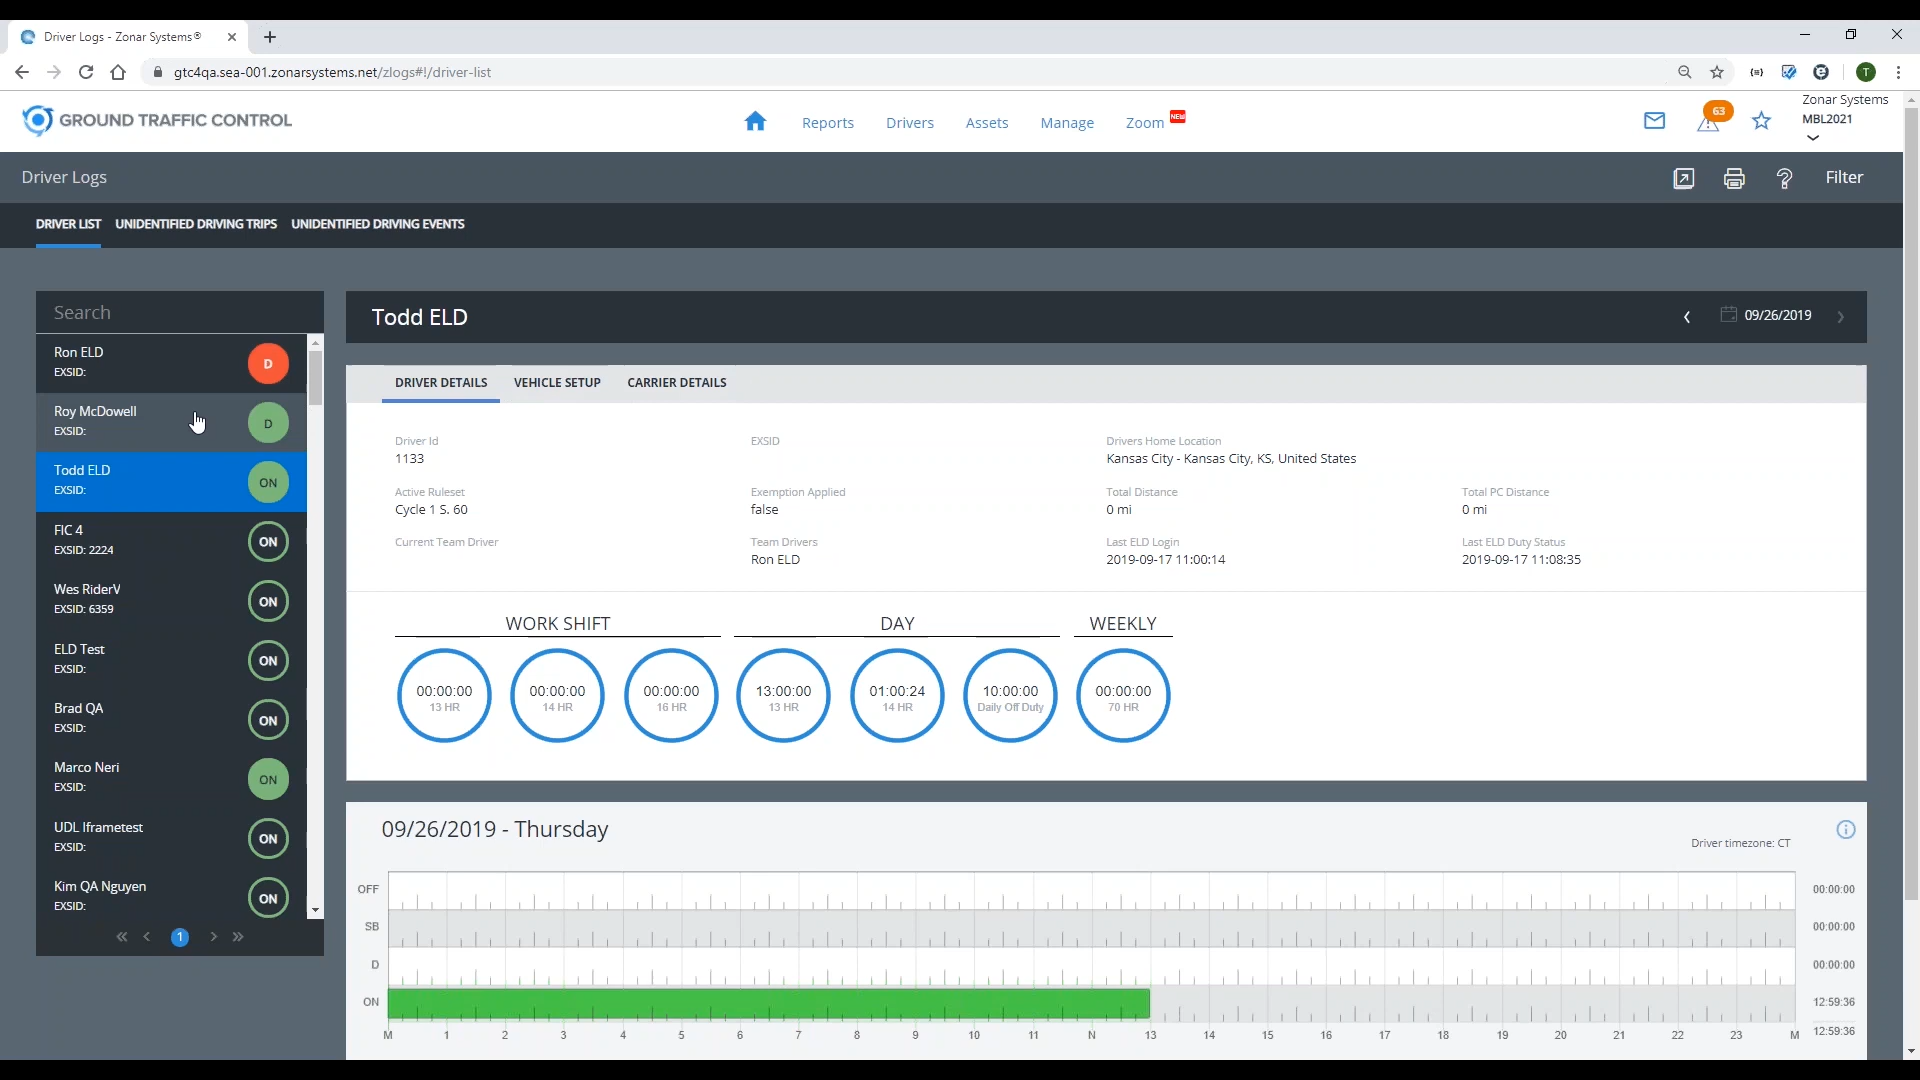 Driver Logs - Zonar Systems®
gtc4qa.sea-001.zonarsystems.net/zlogs#!/driver-list
T
GROUND TRAFFIC CONTROL
Reports
Drivers
Assets
Manage
Zoom
NEW
63
Zonar Systems
MBL2021
Driver Logs
Filter
DRIVER LIST
UNIDENTIFIED DRIVING TRIPS
UNIDENTIFIED DRIVING EVENTS
Search
Ron ELD
EXSID:
D
Roy McDowell
EXSID:
D
Todd ELD
EXSID:
ON
FIC 4
EXSID: 2224
ON
Wes RiderV
EXSID: 6359
ON
ELD Test
EXSID:
ON
Brad QA
EXSID:
ON
Marco Neri
EXSID:
ON
UDL Iframetest
EXSID:
ON
Kim QA Nguyen
EXSID:
ON
« < 1 > »
Todd ELD
09/26/2019
DRIVER DETAILS
VEHICLE SETUP
CARRIER DETAILS
Driver Id
1133
EXSID
Drivers Home Location
Kansas City - Kansas City, KS, United States
Active Ruleset
Cycle 1 S. 60
Exemption Applied
false
Total Distance
0 mi
Total PC Distance
0 mi
Current Team Driver
Team Drivers
Ron ELD
Last ELD Login
2019-09-17 11:00:14
Last ELD Duty Status
2019-09-17 11:08:35
WORK SHIFT
DAY
WEEKLY
00:00:00
13 HR
00:00:00
14 HR
00:00:00
16 HR
13:00:00
13 HR
01:00:24
14 HR
10:00:00
Daily Off Duty
00:00:00
70 HR
09/26/2019 - Thursday
Driver timezone: CT
OFF
00:00:00
SB
00:00:00
D
00:00:00
ON
12:59:36
M 1 2 3 4 5 6 7 8 9 10 11 N 13 14 15 16 17 18 19 20 21 22 23 M
12:59:36